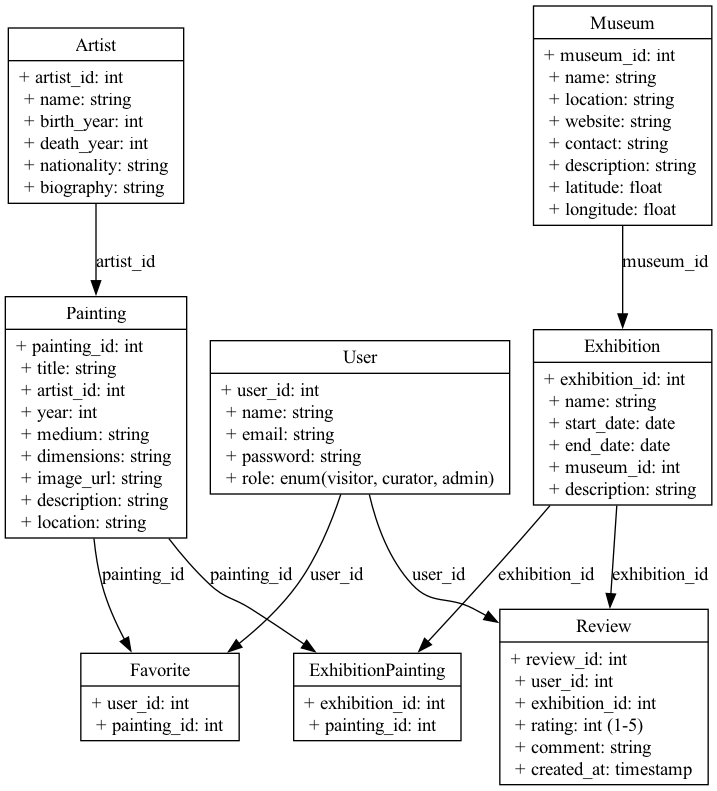 Artist
+ artist_id: int
+ name: string
+ birth_year: int
+ death_year: int
+ nationality: string
+ biography: string
Museum
+ museum_id: int
+ name: string
+ location: string
+ website: string
+ contact: string
+ description: string
+ latitude: float
+ longitude: float
artist_id
museum_id
Painting
+ painting_id: int
+ title: string
+ artist_id: int
+ year: int
+ medium: string
+ dimensions: string
+ image_url: string
+ description: string
+ location: string
User
+ user_id: int
+ name: string
+ email: string
+ password: string
+ role: enum(visitor, curator, admin)
Exhibition
+ exhibition_id: int
+ name: string
+ start_date: date
+ end_date: date
+ museum_id: int
+ description: string
painting_id
painting_id
user_id
user_id
exhibition_id
exhibition_id
Favorite
+ user_id: int
+ painting_id: int
ExhibitionPainting
+ exhibition_id: int
+ painting_id: int
Review
+ review_id: int
+ user_id: int
+ exhibition_id: int
+ rating: int (1-5)
+ comment: string
+ created_at: timestamp